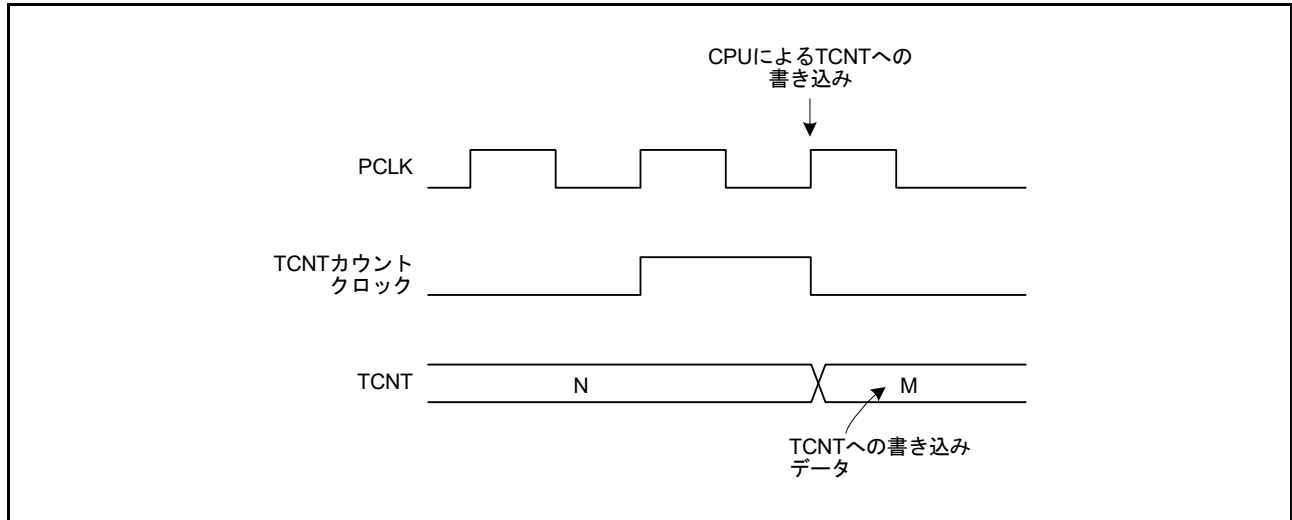 CPUによるTCNTへの
書き込み
PCLK
TCNTカウント
クロック
TCNT
N
M
TCNTへの書き込み
データ